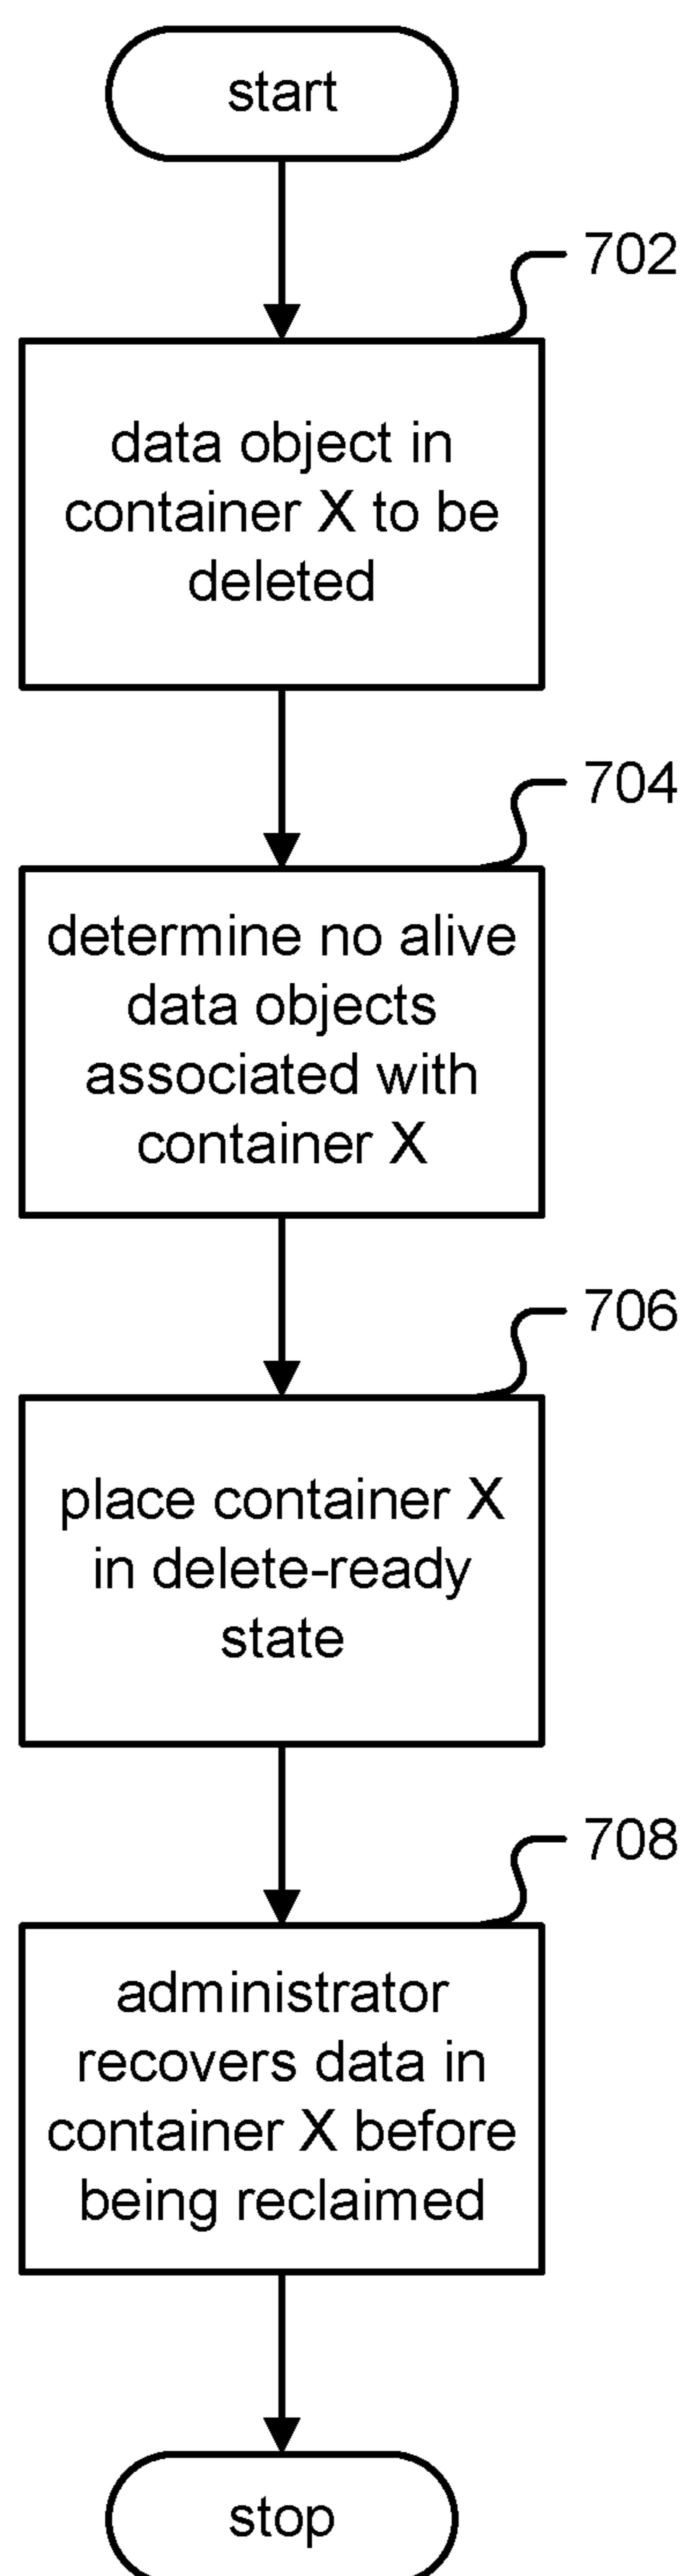 start
702
data object in
container X to be
deleted
704
determine no alive
data objects
associated with
container X
706
place container X
in delete-ready
state
708
administrator
recovers data in
container X before
being reclaimed
stop